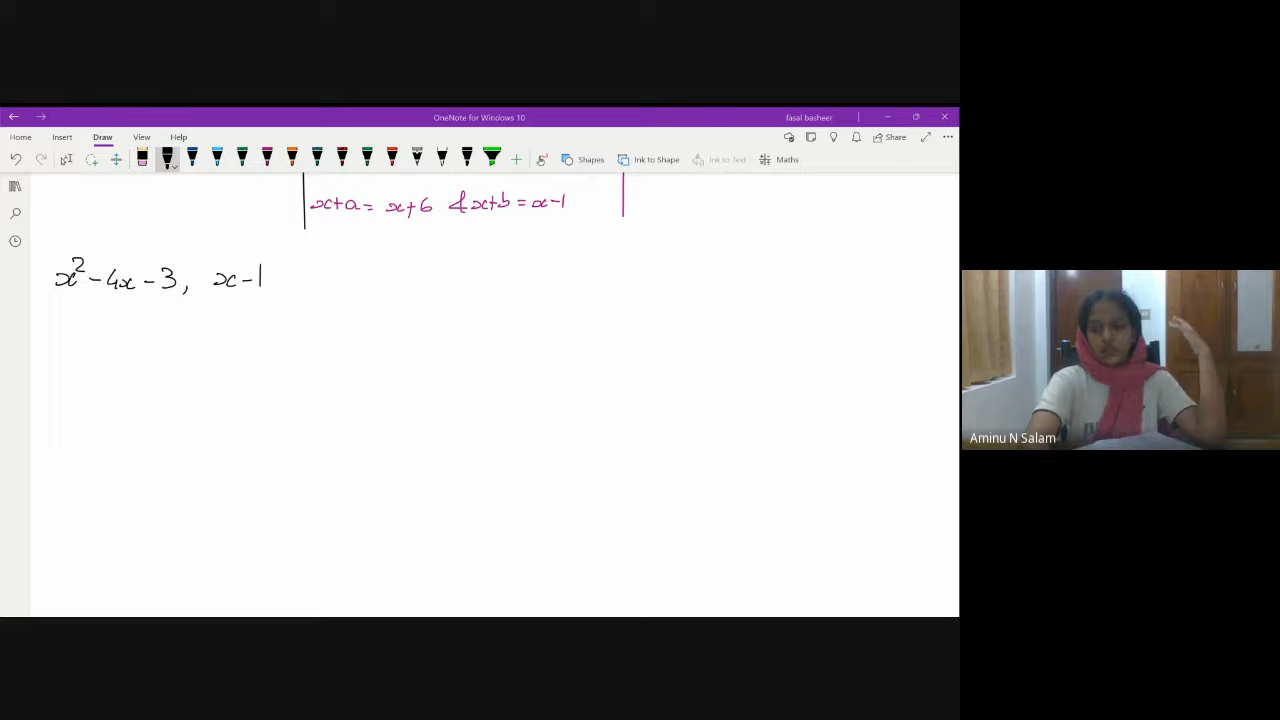 OneNote for Windows 10
fasal basheer
Home Insert Draw View Help
Share
Shapes Ink to Shape Ink to Text Maths
x+a = x+6 & x+b = x-1
x² - 4x - 3, x - 1
Aminu N Salam